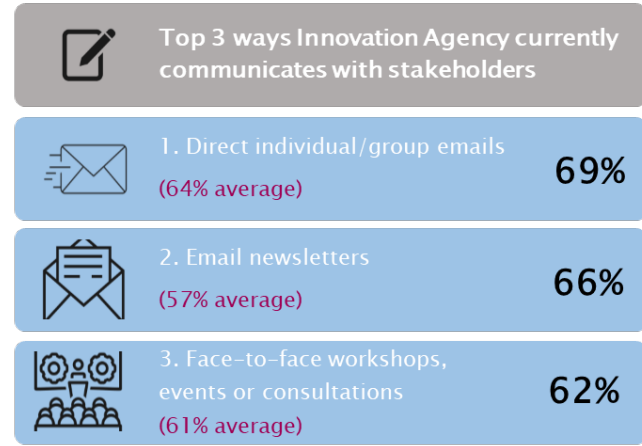 Top 3 ways Innovation Agency currently
communicates with stakeholders
1. Direct individual/group emails
(64% average)
69%
2. Email newsletters
(57% average)
66%
3. Face-to-face workshops,
events or consultations
(61% average)
62%